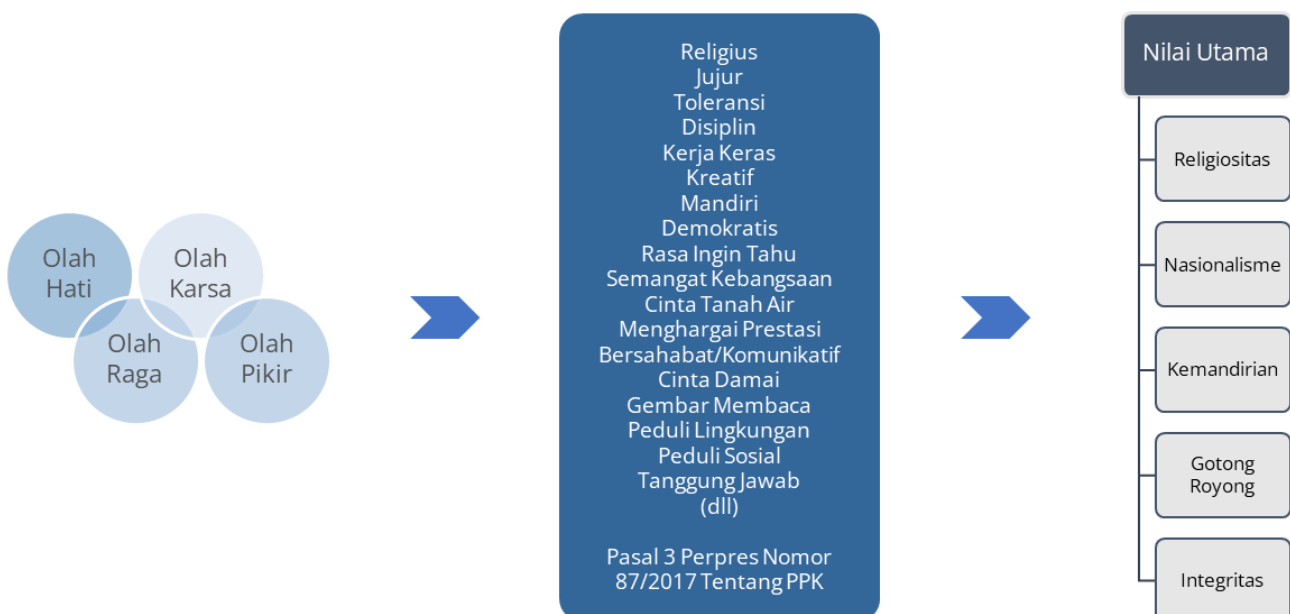 Olah
Hati
Olah
Karsa
Olah
Raga
Olah
Pikir
Religius
Jujur
Toleransi
Disiplin
Kerja Keras
Kreatif
Mandiri
Demokratis
Rasa Ingin Tahu
Semangat Kebangsaan
Cinta Tanah Air
Menghargai Prestasi
Bersahabat/Komunikatif
Cinta Damai
Gembar Membaca
Peduli Lingkungan
Peduli Sosial
Tanggung Jawab
(dll)
Pasal 3 Perpres Nomor
87/2017 Tentang PPK
Nilai Utama
Religiositas
Nasionalisme
Kemandirian
Gotong
Royong
Integritas